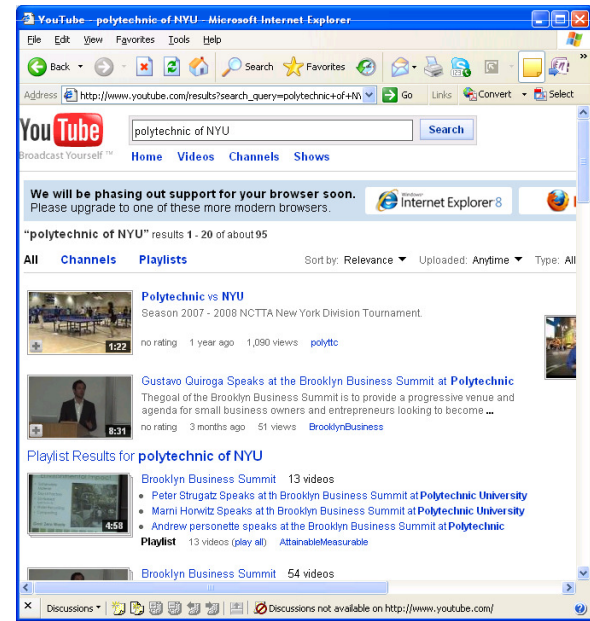 YouTube - polytechnic of NYU - Microsoft Internet Explorer
File Edit View Favorites Tools Help
Back Search Favorites
Address http://www.youtube.com/results?search_query=polytechnic+of+N Go Links Convert Select
You Tube polytechnic of NYU Search
Broadcast Yourself ™ Home Videos Channels Shows
We will be phasing out support for your browser soon.
Please upgrade to one of these more modern browsers.
Windows Internet Explorer 8
"polytechnic of NYU" results 1 - 20 of about 95
All Channels Playlists Sort by: Relevance Uploaded: Anytime Type: All
Polytechnic vs NYU
Season 2007 - 2008 NCTTA New York Division Tournament.
1:22 no rating 1 year ago 1,090 views polyttc
Gustavo Quiroga Speaks at the Brooklyn Business Summit at Polytechnic
Thegoal of the Brooklyn Business Summit is to provide a progressive venue and
agenda for small business owners and entrepreneurs looking to become ...
8:31 no rating 3 months ago 51 views BrooklynBusiness
Playlist Results for polytechnic of NYU
Brooklyn Business Summit 13 videos
• Peter Strugatz Speaks at th Brooklyn Business Summit at Polytechnic University
• Marni Horwitz Speaks at th Brooklyn Business Summit at Polytechnic University
4:58 • Andrew personette speaks at the Brooklyn Business Summit at Polytechnic
Playlist 13 videos (play all) AttainableMeasurable
Brooklyn Business Summit 54 videos
Discussions Discussions not available on http://www.youtube.com/